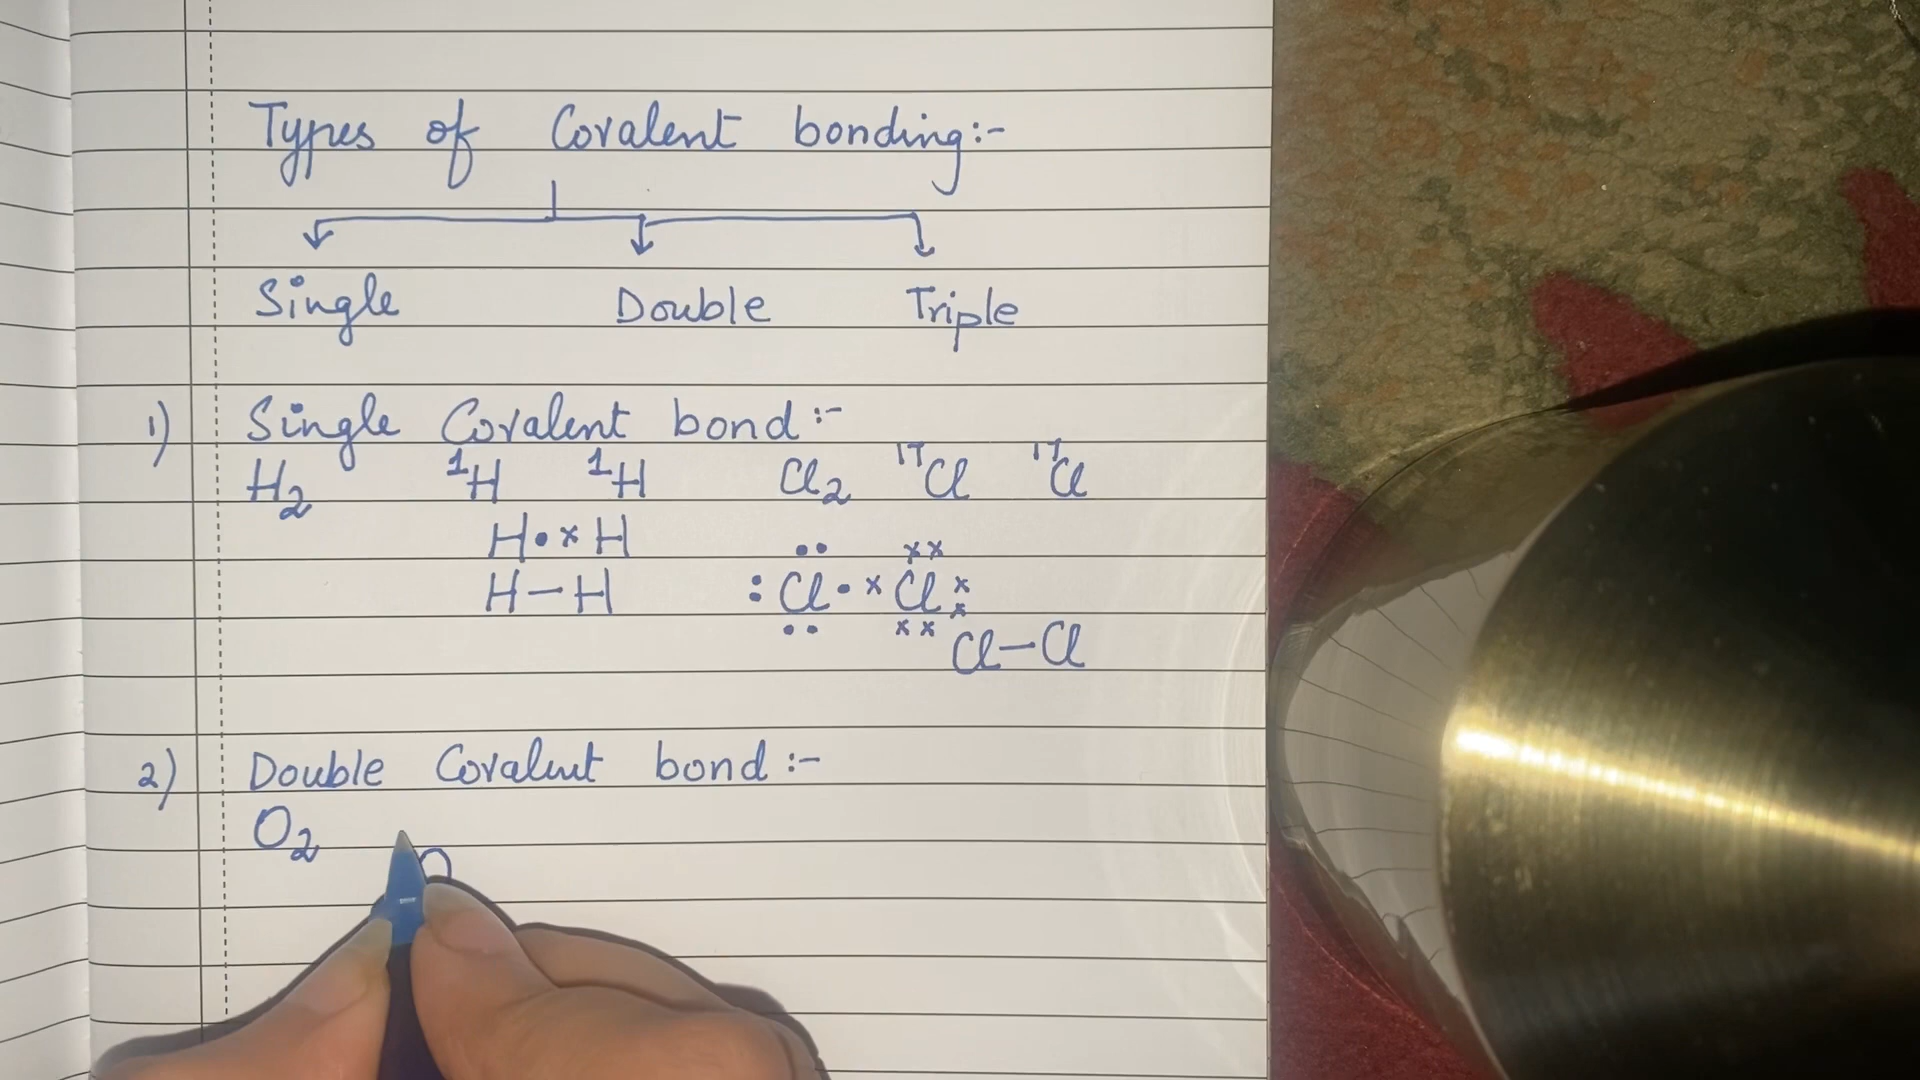 Types of Covalent bonding:-
Single Double Triple
1) Single Covalent bond:-
H₂ ¹H ¹H Cl₂ ¹⁷Cl ¹⁷Cl
H•×H
•• ××
H-H :Cl•×Cl××
•• ××
Cl-Cl
2) Double Covalent bond:-
O₂
O